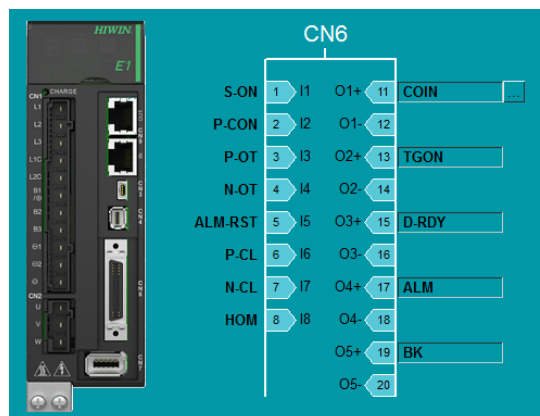 HIWIN
E1
CN1 CHARGE
L1
L2
L3
L1C
L2C
B1
/⊕
B2
B3
⊖1
⊖2
⊖
CN2
U
V
W
CN6
S-ON 1 I1 O1+ 11 COIN ...
P-CON 2 I2 O1- 12
P-OT 3 I3 O2+ 13 TGON
N-OT 4 I4 O2- 14
ALM-RST 5 I5 O3+ 15 D-RDY
P-CL 6 I6 O3- 16
N-CL 7 I7 O4+ 17 ALM
HOM 8 I8 O4- 18
O5+ 19 BK
O5- 20